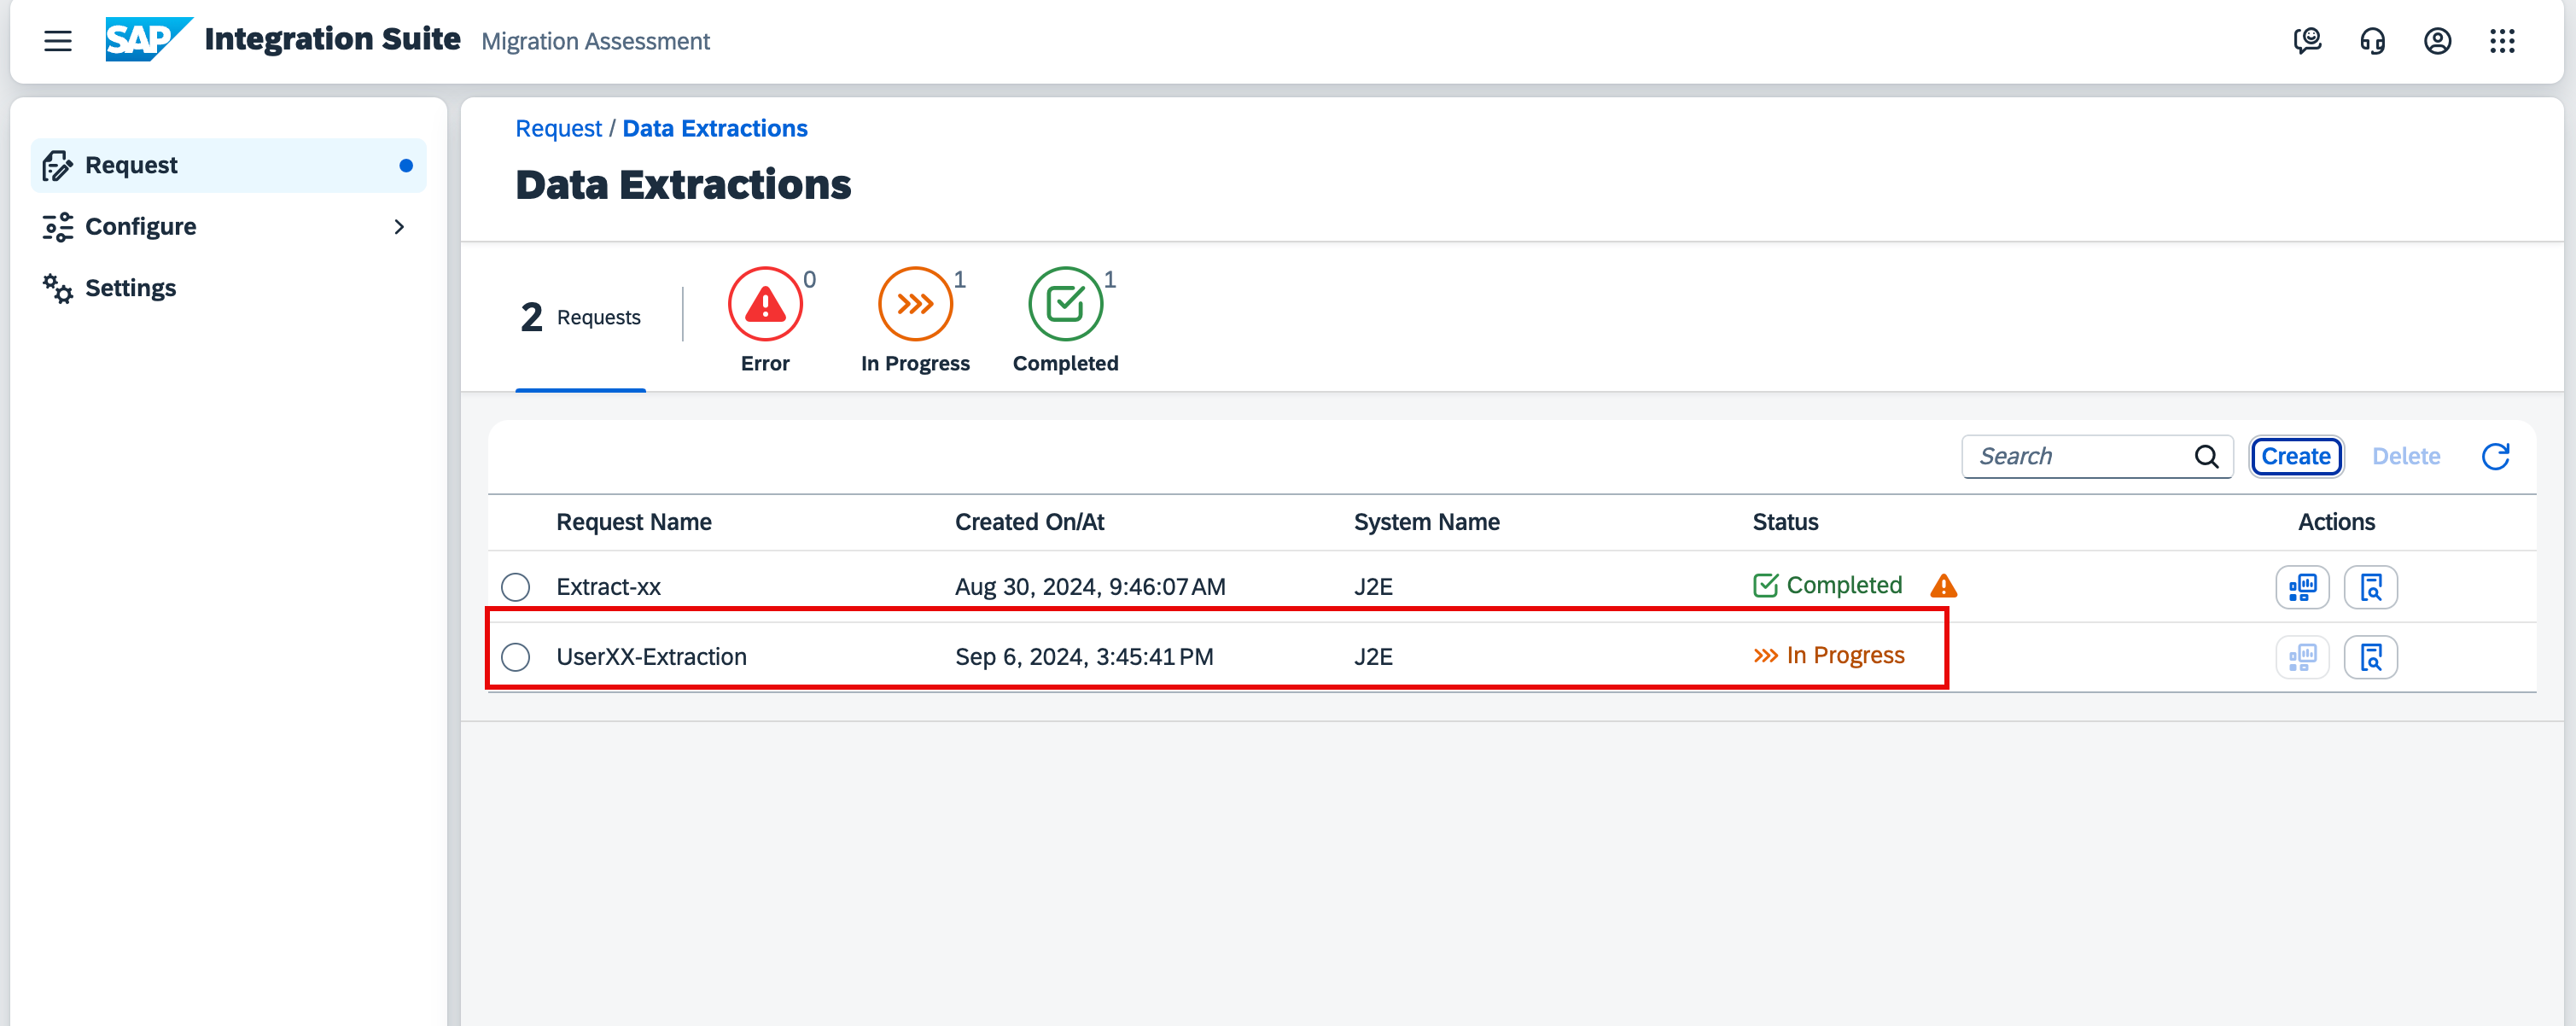 SAP Integration Suite Migration Assessment
Request
Configure
Settings
Request / Data Extractions
Data Extractions
2 Requests
0
Error
1
In Progress
1
Completed
Search Create Delete
Request Name Created On/At System Name Status Actions
Extract-xx Aug 30, 2024, 9:46:07 AM J2E Completed
UserXX-Extraction Sep 6, 2024, 3:45:41 PM J2E In Progress